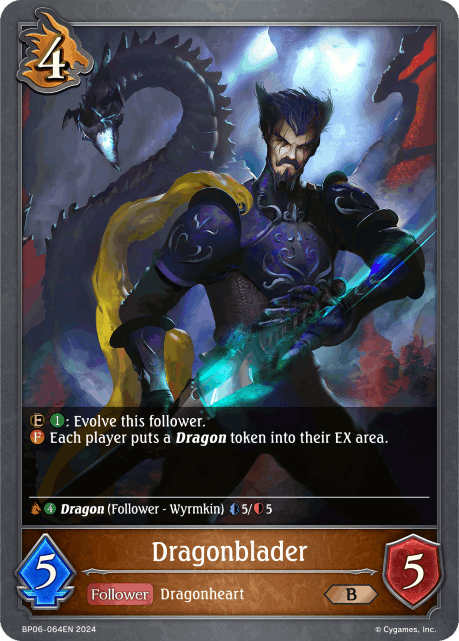 4
E 1: Evolve this follower.
F Each player puts a Dragon token into their EX area.
4 Dragon (Follower - Wyrmkin) 5/5
Dragonblader
5
5
Follower Dragonheart
B
BP06-064EN 2024
© Cygames, Inc.